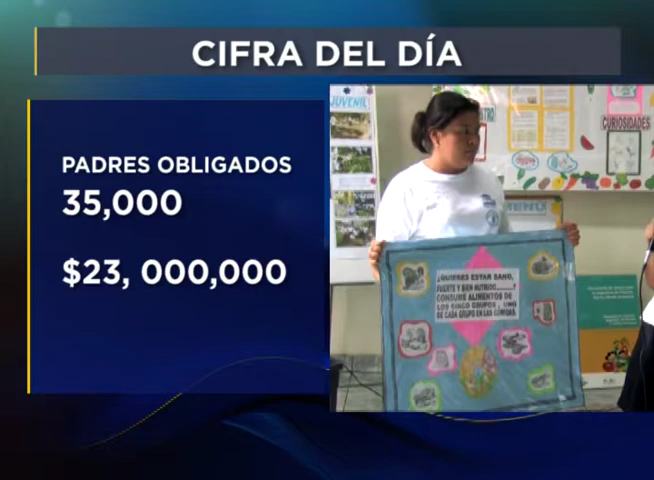 CIFRA DEL DÍA
PADRES OBLIGADOS
35,000
$23, 000,000
JUVENIL
CURIOSIDADES
¿QUIERES ESTAR SANO,
FUERTE Y BIEN NUTRIDO
CONSUME ALIMENTOS DE
LOS CINCO GRUPOS, UNO
DE CADA GRUPO EN LAS COMIDAS.